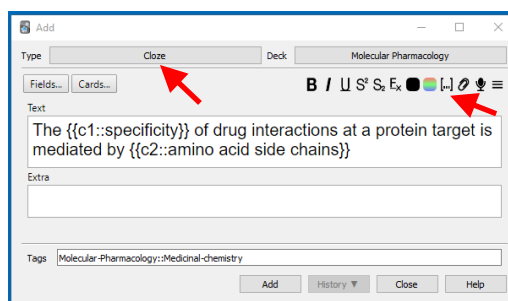 Add
Type Cloze Deck Molecular Pharmacology
Fields... Cards... B I U S² S₂ Eₓ [...]
Text
The {{c1::specificity}} of drug interactions at a protein target is
mediated by {{c2::amino acid side chains}}
Extra
Tags Molecular-Pharmacology::Medicinal-chemistry
Add History ▼ Close Help